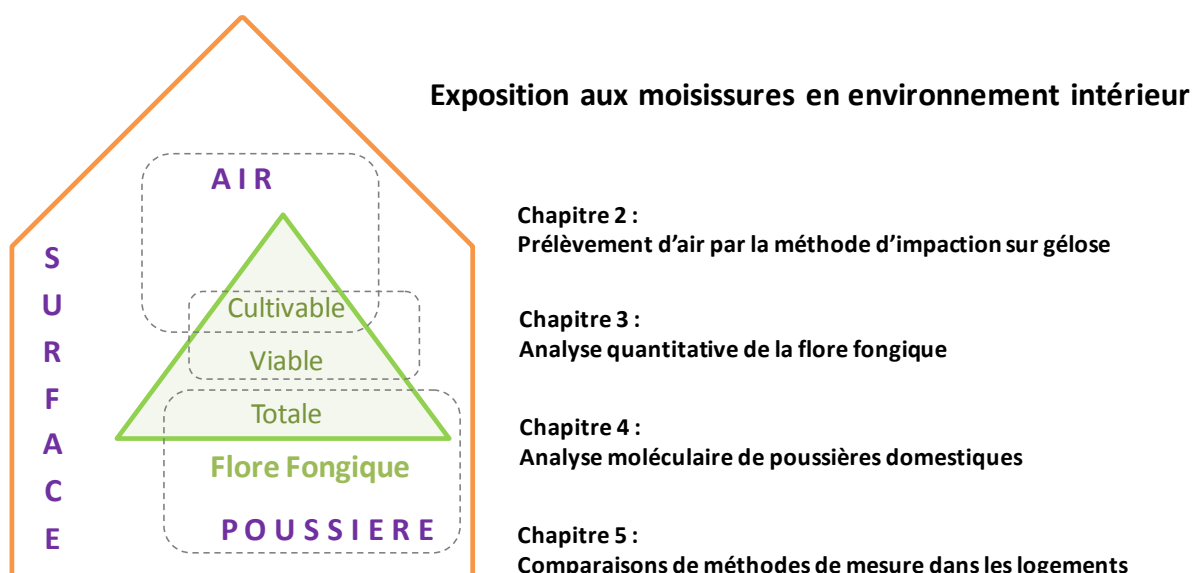 Exposition aux moisissures en environnement intérieur
AIR
SURFACE
Cultivable
Viable
Totale
Flore Fongique
POUSSIERE
Chapitre 2 :
Prélèvement d’air par la méthode d’impaction sur gélose
Chapitre 3 :
Analyse quantitative de la flore fongique
Chapitre 4 :
Analyse moléculaire de poussières domestiques
Chapitre 5 :
Comparaisons de méthodes de mesure dans les logements